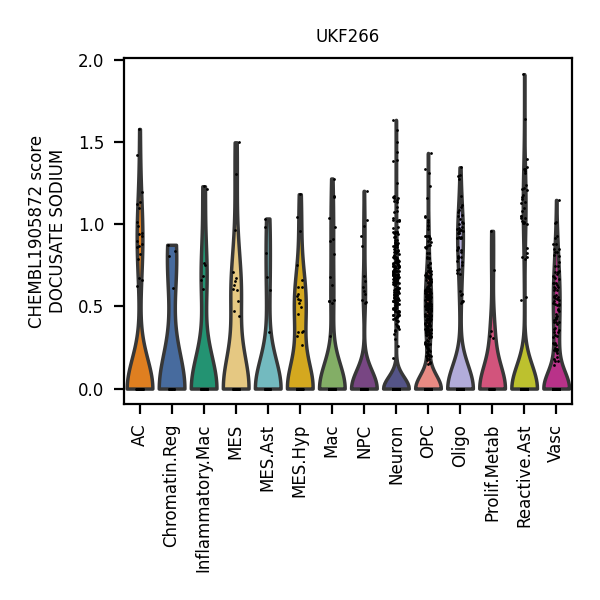 UKF266
CHEMBL1905872 score
DOCUSATE SODIUM
2.0
1.5
1.0
0.5
0.0
AC
Chromatin.Reg
Inflammatory.Mac
MES
MES.Ast
MES.Hyp
Mac
NPC
Neuron
OPC
Oligo
Prolif.Metab
Reactive.Ast
Vasc